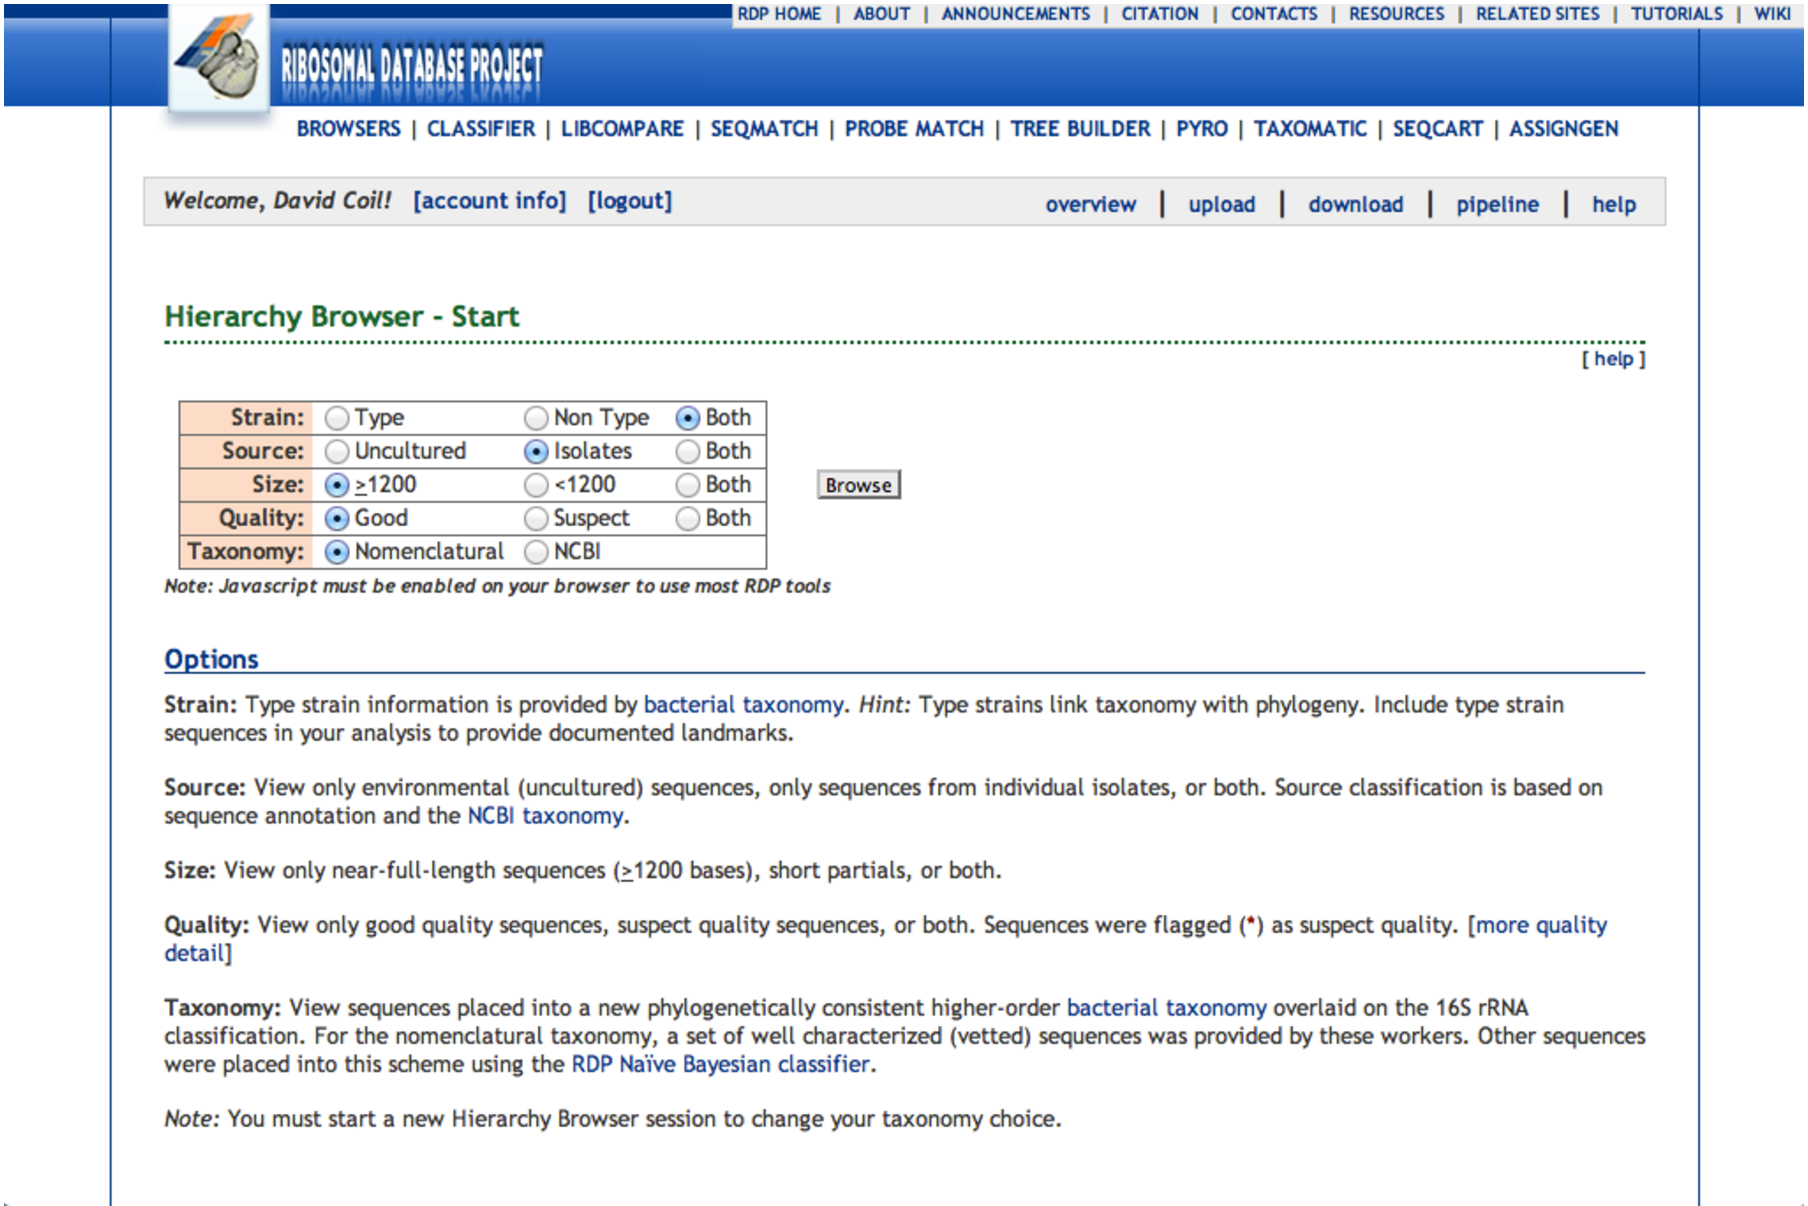 RDP HOME | ABOUT | ANNOUNCEMENTS | CITATION | CONTACTS | RESOURCES | RELATED SITES | TUTORIALS | WIKI
RIBOSOMAL DATABASE PROJECT
BROWSERS | CLASSIFIER | LIBCOMPARE | SEQMATCH | PROBE MATCH | TREE BUILDER | PYRO | TAXOMATIC | SEQCART | ASSIGNGEN
Welcome, David Coil! [account info] [logout] overview | upload | download | pipeline | help
Hierarchy Browser - Start
[ help ]
Strain: Type Non Type Both
Source: Uncultured Isolates Both
Size: ≥1200 <1200 Both
Browse
Quality: Good Suspect Both
Taxonomy: Nomenclatural NCBI
Note: Javascript must be enabled on your browser to use most RDP tools
Options
Strain: Type strain information is provided by bacterial taxonomy. Hint: Type strains link taxonomy with phylogeny. Include type strain
sequences in your analysis to provide documented landmarks.
Source: View only environmental (uncultured) sequences, only sequences from individual isolates, or both. Source classification is based on
sequence annotation and the NCBI taxonomy.
Size: View only near-full-length sequences (≥1200 bases), short partials, or both.
Quality: View only good quality sequences, suspect quality sequences, or both. Sequences were flagged (*) as suspect quality. [more quality
detail]
Taxonomy: View sequences placed into a new phylogenetically consistent higher-order bacterial taxonomy overlaid on the 16S rRNA
classification. For the nomenclatural taxonomy, a set of well characterized (vetted) sequences was provided by these workers. Other sequences
were placed into this scheme using the RDP Naïve Bayesian classifier.
Note: You must start a new Hierarchy Browser session to change your taxonomy choice.